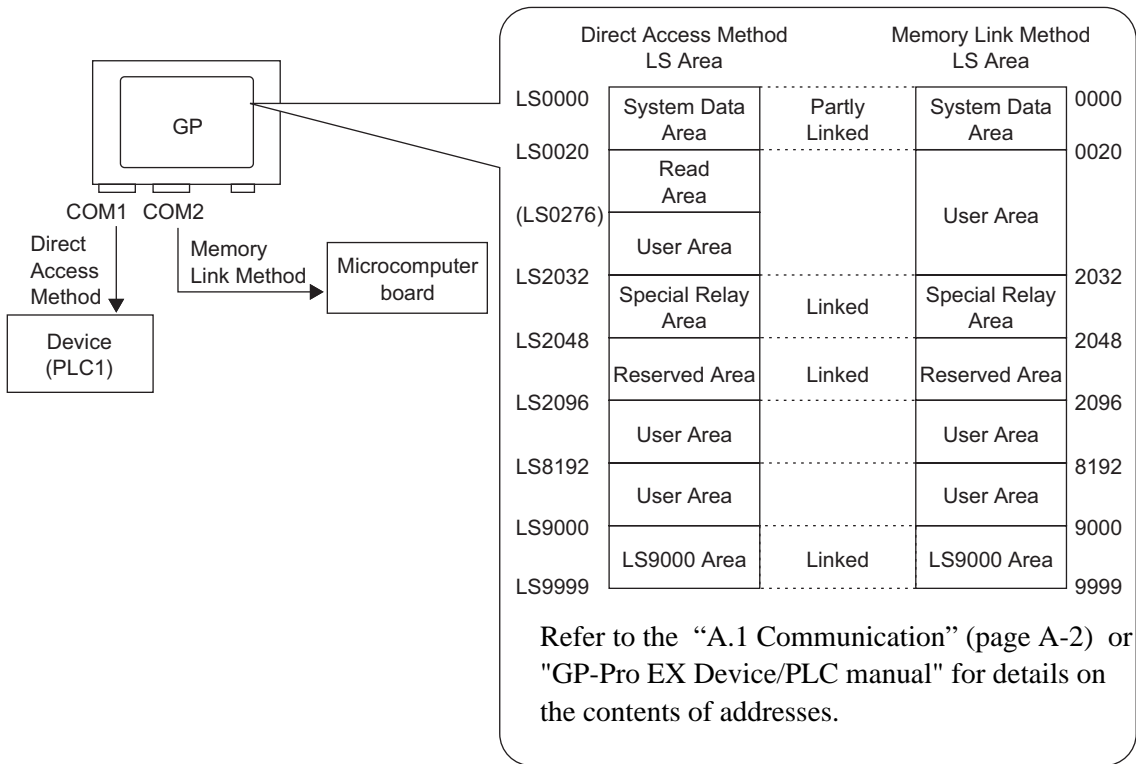 GP
COM1 COM2
Direct
Access
Method
Memory
Link Method
Microcomputer
board
Device
(PLC1)
Direct Access Method
LS Area
Memory Link Method
LS Area
LS0000
System Data
Area
Partly
Linked
System Data
Area
0000
LS0020
0020
Read
Area
(LS0276)
User Area
User Area
LS2032
2032
Special Relay
Area
Linked
Special Relay
Area
LS2048
2048
Reserved Area
Linked
Reserved Area
LS2096
2096
User Area
User Area
LS8192
8192
User Area
User Area
LS9000
9000
LS9000 Area
Linked
LS9000 Area
LS9999
9999
Refer to the “A.1 Communication” (page A-2) or
"GP-Pro EX Device/PLC manual" for details on
the contents of addresses.